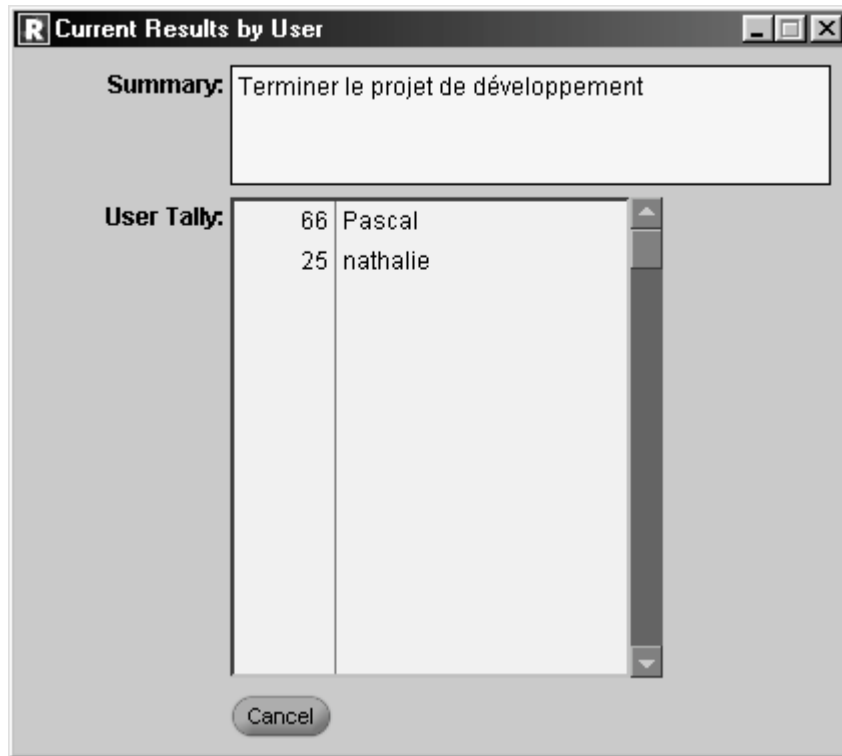 R Current Results by User
Summary: Terminer le projet de développement
User Tally: 66 Pascal
25 nathalie
Cancel